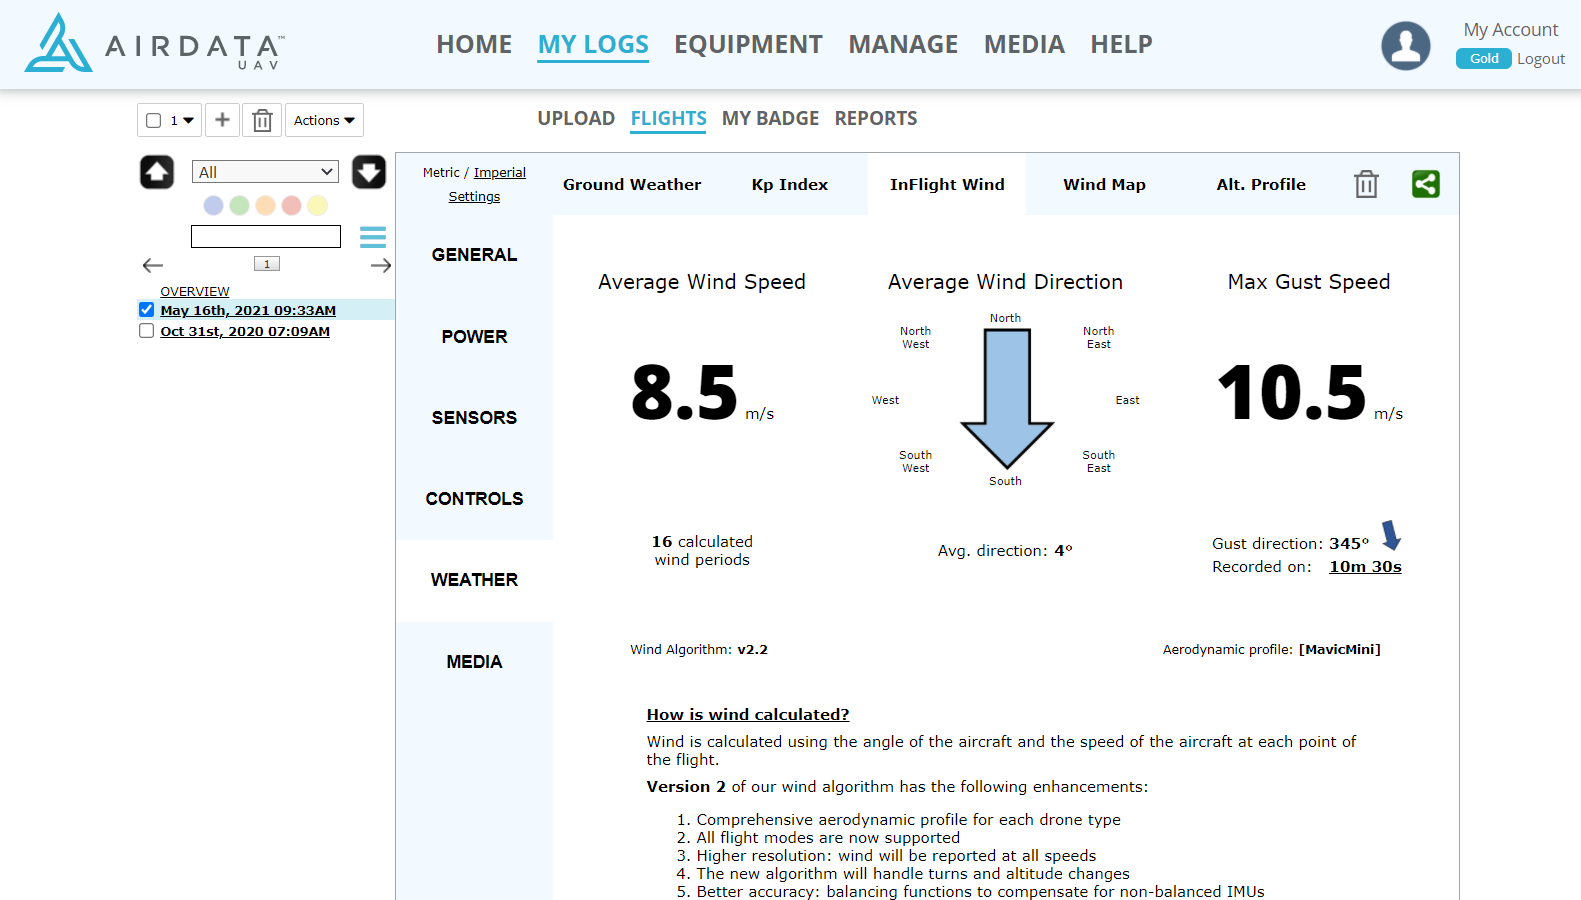 AIRDATA™
UAV
HOME MY LOGS EQUIPMENT MANAGE MEDIA HELP
My Account
Gold Logout
1 Actions
UPLOAD FLIGHTS MY BADGE REPORTS
All
1
OVERVIEW
May 16th, 2021 09:33AM
Oct 31st, 2020 07:09AM
Metric / Imperial
Settings
Ground Weather Kp Index InFlight Wind Wind Map Alt. Profile
GENERAL
POWER
SENSORS
CONTROLS
WEATHER
MEDIA
Average Wind Speed
8.5 m/s
16 calculated
wind periods
Average Wind Direction
North
North
West
North
East
West
East
South
West
South
East
South
Avg. direction: 4°
Max Gust Speed
10.5 m/s
Gust direction: 345°
Recorded on: 10m 30s
Wind Algorithm: v2.2
Aerodynamic profile: [MavicMini]
How is wind calculated?
Wind is calculated using the angle of the aircraft and the speed of the aircraft at each point of
the flight.
Version 2 of our wind algorithm has the following enhancements:
1. Comprehensive aerodynamic profile for each drone type
2. All flight modes are now supported
3. Higher resolution: wind will be reported at all speeds
4. The new algorithm will handle turns and altitude changes
5. Better accuracy: balancing functions to compensate for non-balanced IMUs